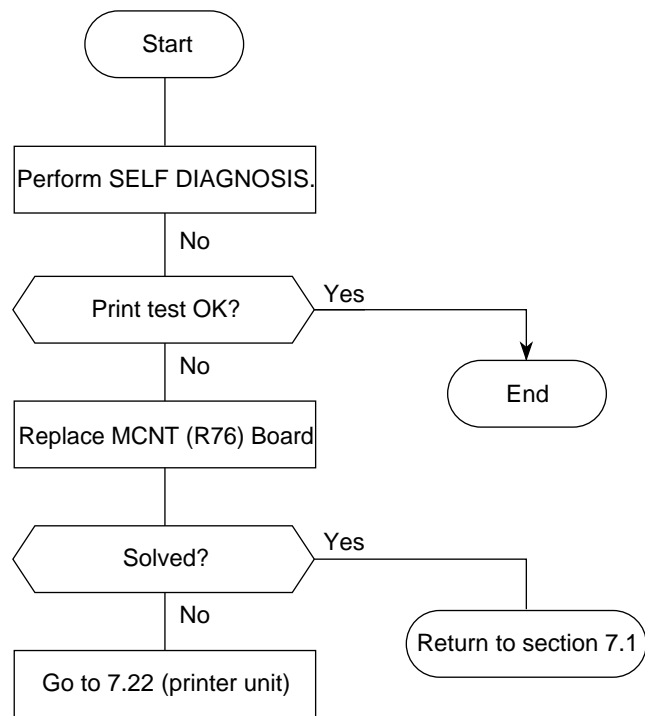 Start
Perform SELF DIAGNOSIS.
No
Print test OK?
Yes
End
No
Replace MCNT (R76) Board
Solved?
Yes
Return to section 7.1
No
Go to 7.22 (printer unit)